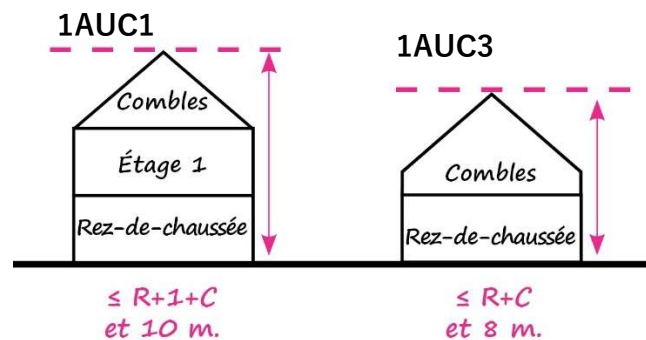 1AUC1
Combles
Étage 1
Rez-de-chaussée
≤ R+1+C
et 10 m.
1AUC3
Combles
Rez-de-chaussée
≤ R+C
et 8 m.